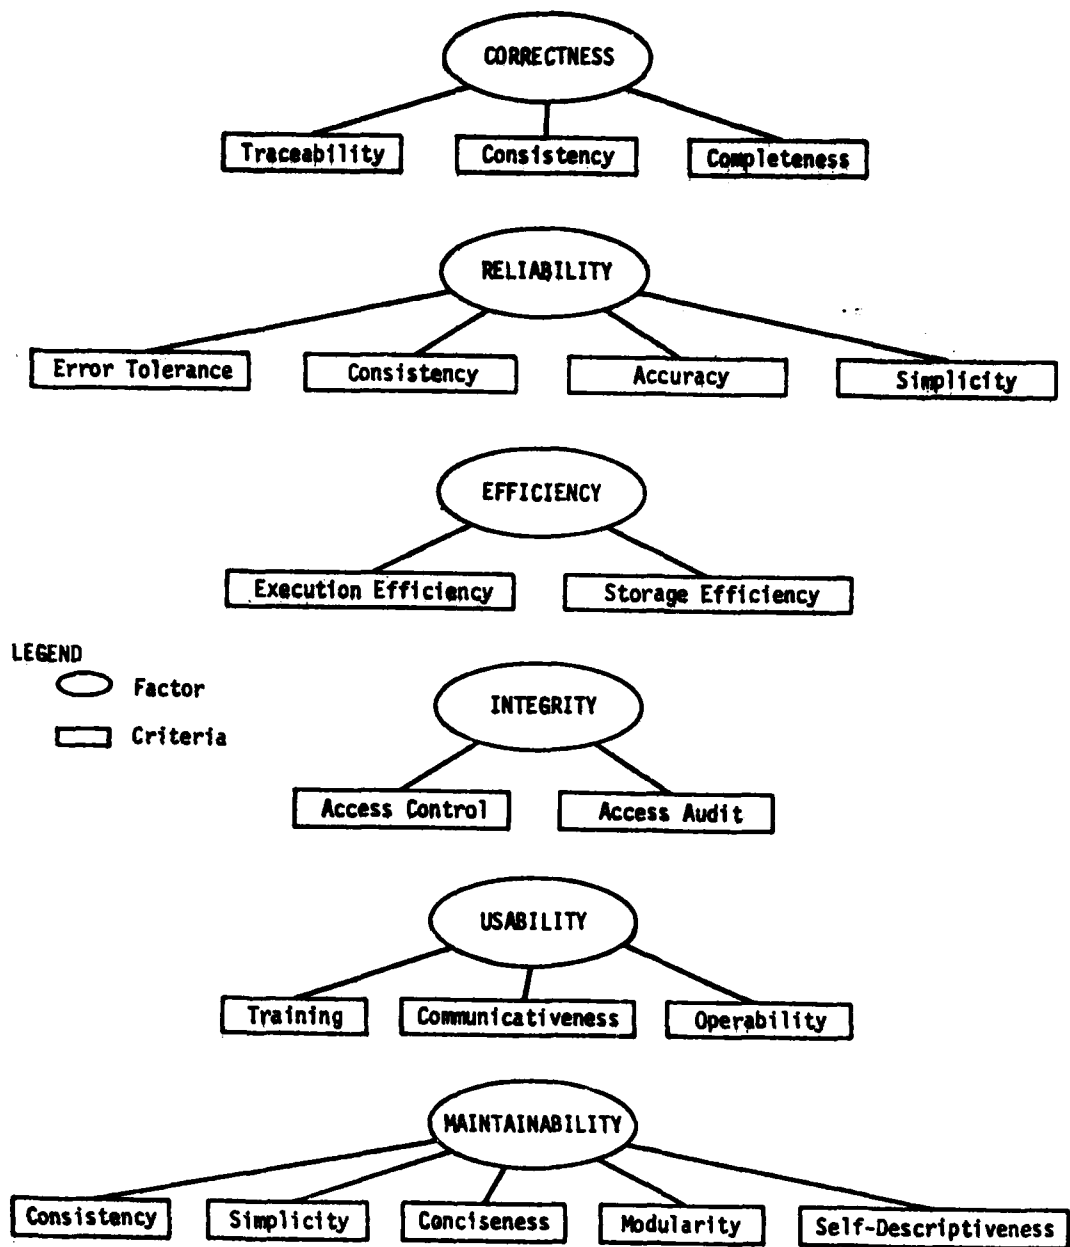 CORRECTNESS
Traceability Consistency Completeness
RELIABILITY
Error Tolerance Consistency Accuracy Simplicity
EFFICIENCY
Execution Efficiency Storage Efficiency
LEGEND
Factor
Criteria
INTEGRITY
Access Control Access Audit
USABILITY
Training Communicativeness Operability
MAINTAINABILITY
Consistency Simplicity Conciseness Modularity Self-Descriptiveness